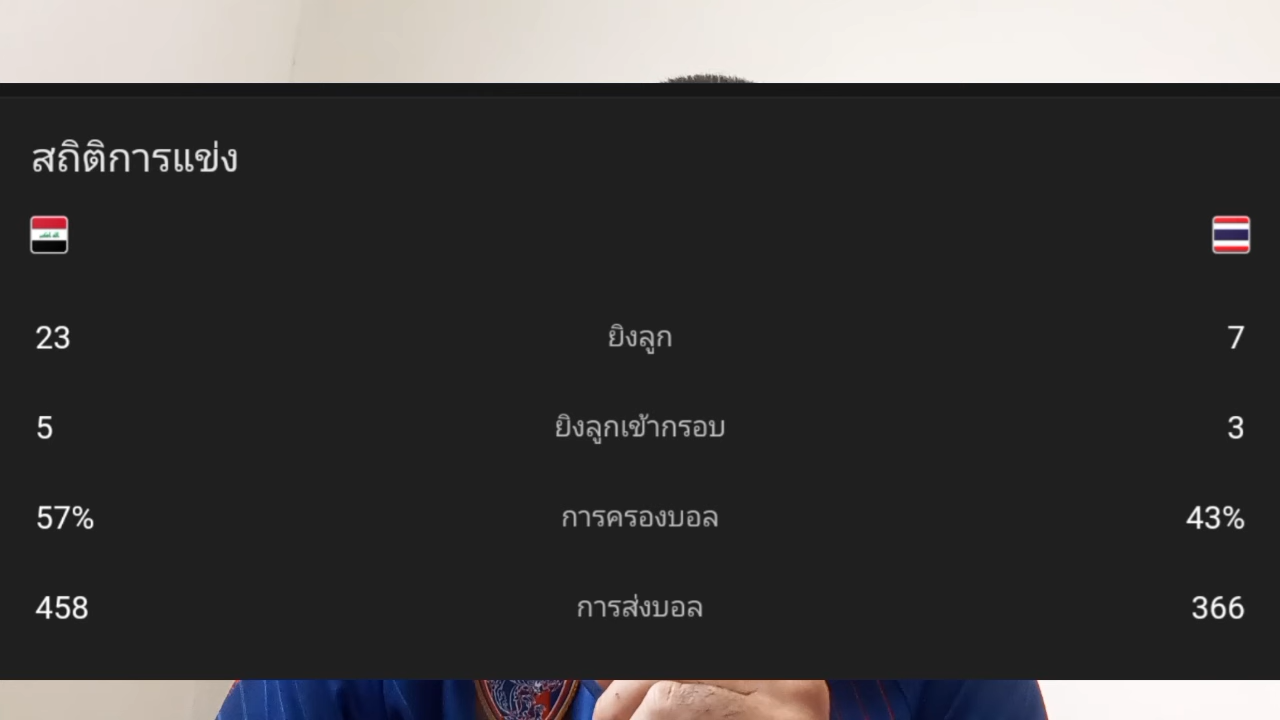 สถิติการแข่ง
23 ยิงลูก 7
5 ยิงลูกเข้ากรอบ 3
57% การครองบอล 43%
458 การส่งบอล 366